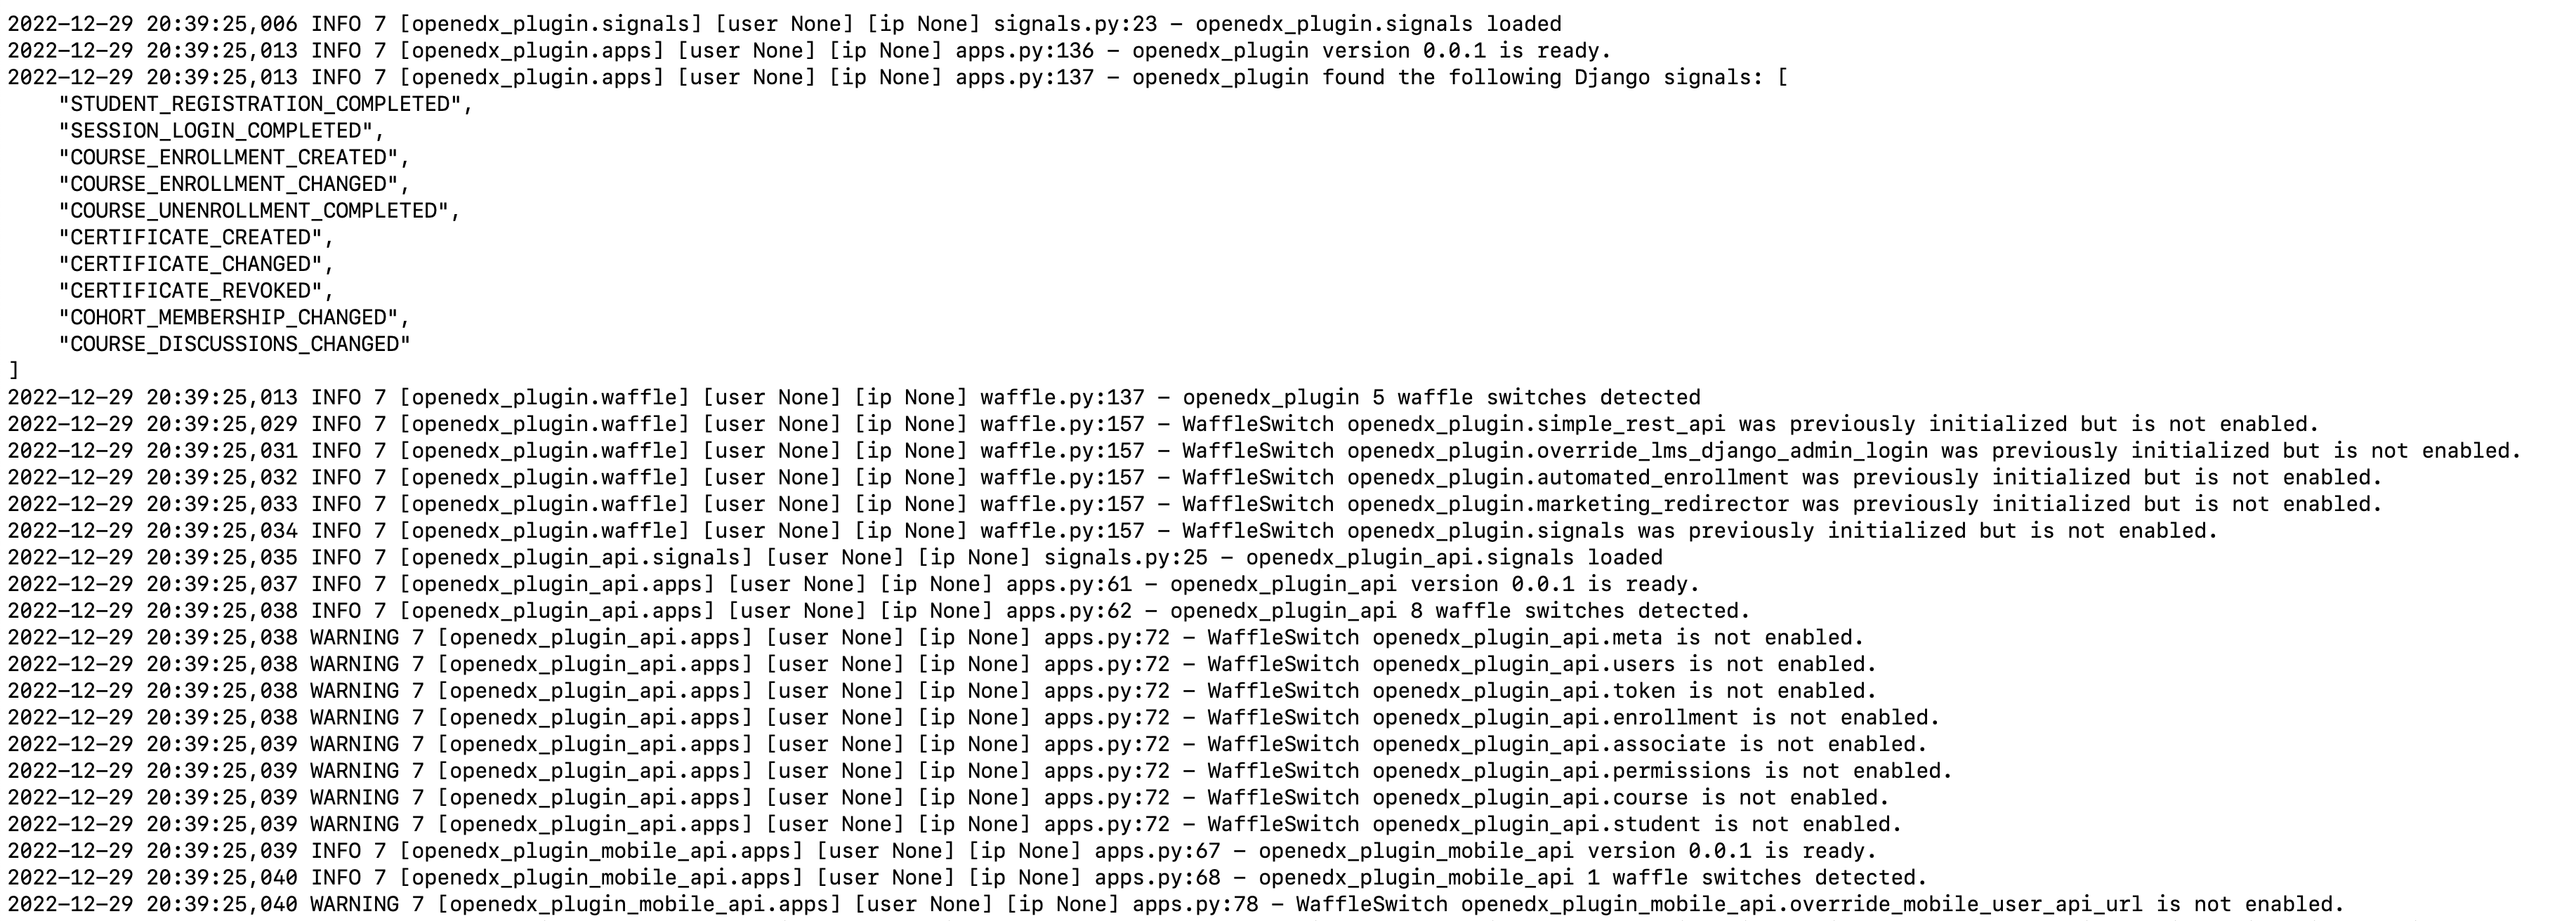 2022-12-29 20:39:25,006 INFO 7 [openedx_plugin.signals] [user None] [ip None] signals.py:23 - openedx_plugin.signals loaded
2022-12-29 20:39:25,013 INFO 7 [openedx_plugin.apps] [user None] [ip None] apps.py:136 - openedx_plugin version 0.0.1 is ready.
2022-12-29 20:39:25,013 INFO 7 [openedx_plugin.apps] [user None] [ip None] apps.py:137 - openedx_plugin found the following Django signals: [
    "STUDENT_REGISTRATION_COMPLETED",
    "SESSION_LOGIN_COMPLETED",
    "COURSE_ENROLLMENT_CREATED",
    "COURSE_ENROLLMENT_CHANGED",
    "COURSE_UNENROLLMENT_COMPLETED",
    "CERTIFICATE_CREATED",
    "CERTIFICATE_CHANGED",
    "CERTIFICATE_REVOKED",
    "COHORT_MEMBERSHIP_CHANGED",
    "COURSE_DISCUSSIONS_CHANGED"
]
2022-12-29 20:39:25,013 INFO 7 [openedx_plugin.waffle] [user None] [ip None] waffle.py:137 - openedx_plugin 5 waffle switches detected
2022-12-29 20:39:25,029 INFO 7 [openedx_plugin.waffle] [user None] [ip None] waffle.py:157 - WaffleSwitch openedx_plugin.simple_rest_api was previously initialized but is not enabled.
2022-12-29 20:39:25,031 INFO 7 [openedx_plugin.waffle] [user None] [ip None] waffle.py:157 - WaffleSwitch openedx_plugin.override_lms_django_admin_login was previously initialized but is not enabled.
2022-12-29 20:39:25,032 INFO 7 [openedx_plugin.waffle] [user None] [ip None] waffle.py:157 - WaffleSwitch openedx_plugin.automated_enrollment was previously initialized but is not enabled.
2022-12-29 20:39:25,033 INFO 7 [openedx_plugin.waffle] [user None] [ip None] waffle.py:157 - WaffleSwitch openedx_plugin.marketing_redirector was previously initialized but is not enabled.
2022-12-29 20:39:25,034 INFO 7 [openedx_plugin.waffle] [user None] [ip None] waffle.py:157 - WaffleSwitch openedx_plugin.signals was previously initialized but is not enabled.
2022-12-29 20:39:25,035 INFO 7 [openedx_plugin_api.signals] [user None] [ip None] signals.py:25 - openedx_plugin_api.signals loaded
2022-12-29 20:39:25,037 INFO 7 [openedx_plugin_api.apps] [user None] [ip None] apps.py:61 - openedx_plugin_api version 0.0.1 is ready.
2022-12-29 20:39:25,038 INFO 7 [openedx_plugin_api.apps] [user None] [ip None] apps.py:62 - openedx_plugin_api 8 waffle switches detected.
2022-12-29 20:39:25,038 WARNING 7 [openedx_plugin_api.apps] [user None] [ip None] apps.py:72 - WaffleSwitch openedx_plugin_api.meta is not enabled.
2022-12-29 20:39:25,038 WARNING 7 [openedx_plugin_api.apps] [user None] [ip None] apps.py:72 - WaffleSwitch openedx_plugin_api.users is not enabled.
2022-12-29 20:39:25,038 WARNING 7 [openedx_plugin_api.apps] [user None] [ip None] apps.py:72 - WaffleSwitch openedx_plugin_api.token is not enabled.
2022-12-29 20:39:25,038 WARNING 7 [openedx_plugin_api.apps] [user None] [ip None] apps.py:72 - WaffleSwitch openedx_plugin_api.enrollment is not enabled.
2022-12-29 20:39:25,039 WARNING 7 [openedx_plugin_api.apps] [user None] [ip None] apps.py:72 - WaffleSwitch openedx_plugin_api.associate is not enabled.
2022-12-29 20:39:25,039 WARNING 7 [openedx_plugin_api.apps] [user None] [ip None] apps.py:72 - WaffleSwitch openedx_plugin_api.permissions is not enabled.
2022-12-29 20:39:25,039 WARNING 7 [openedx_plugin_api.apps] [user None] [ip None] apps.py:72 - WaffleSwitch openedx_plugin_api.course is not enabled.
2022-12-29 20:39:25,039 WARNING 7 [openedx_plugin_api.apps] [user None] [ip None] apps.py:72 - WaffleSwitch openedx_plugin_api.student is not enabled.
2022-12-29 20:39:25,039 INFO 7 [openedx_plugin_mobile_api.apps] [user None] [ip None] apps.py:67 - openedx_plugin_mobile_api version 0.0.1 is ready.
2022-12-29 20:39:25,040 INFO 7 [openedx_plugin_mobile_api.apps] [user None] [ip None] apps.py:68 - openedx_plugin_mobile_api 1 waffle switches detected.
2022-12-29 20:39:25,040 WARNING 7 [openedx_plugin_mobile_api.apps] [user None] [ip None] apps.py:78 - WaffleSwitch openedx_plugin_mobile_api.override_mobile_user_api_url is not enabled.